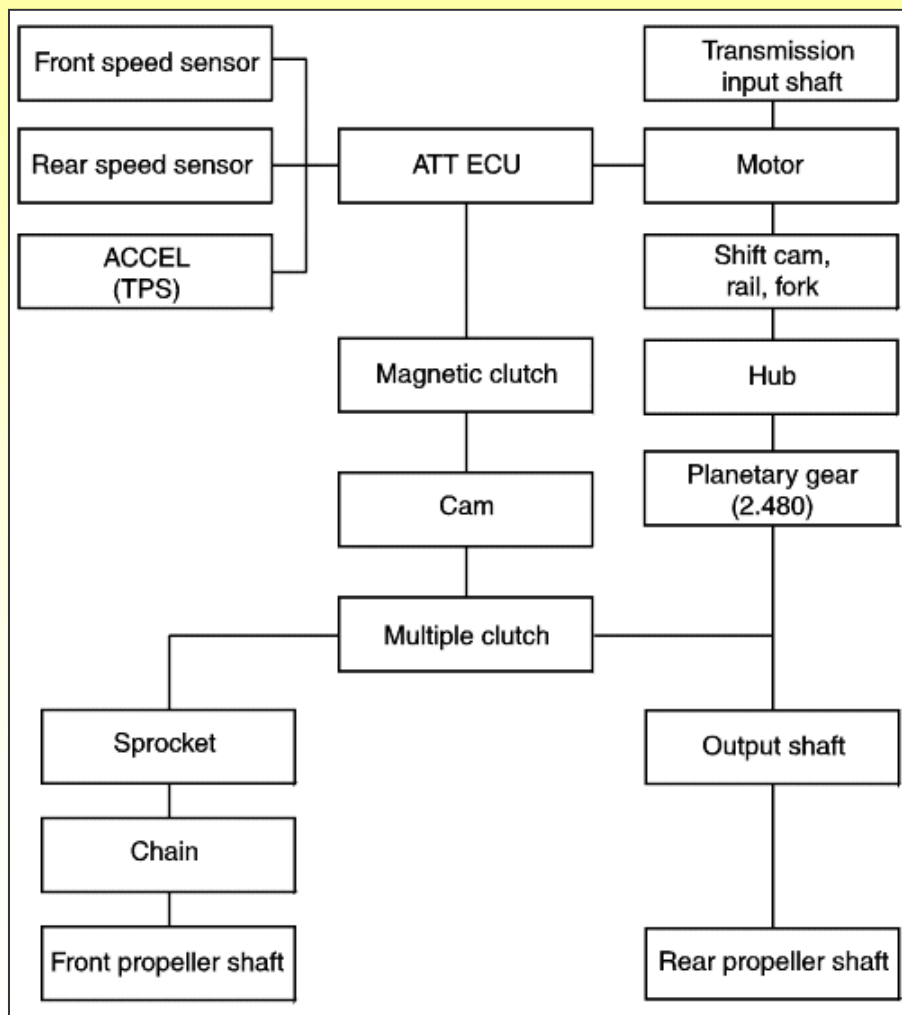 Front speed sensor
Transmission
input shaft
Rear speed sensor
ATT ECU
Motor
ACCEL
(TPS)
Shift cam,
rail, fork
Magnetic clutch
Hub
Cam
Planetary gear
(2.480)
Multiple clutch
Sprocket
Output shaft
Chain
Front propeller shaft
Rear propeller shaft